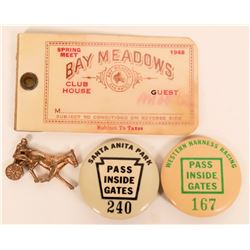 SPRING MEET
1948
BAY MEADOWS
CLUB HOUSE
GUEST
M
SUBJECT TO CONDITIONS ON REVERSE SIDE
Subject To Taxes
SANTA ANITA PARK
PASS INSIDE GATES
240
WESTERN HARNESS RACING
PASS INSIDE GATES
167